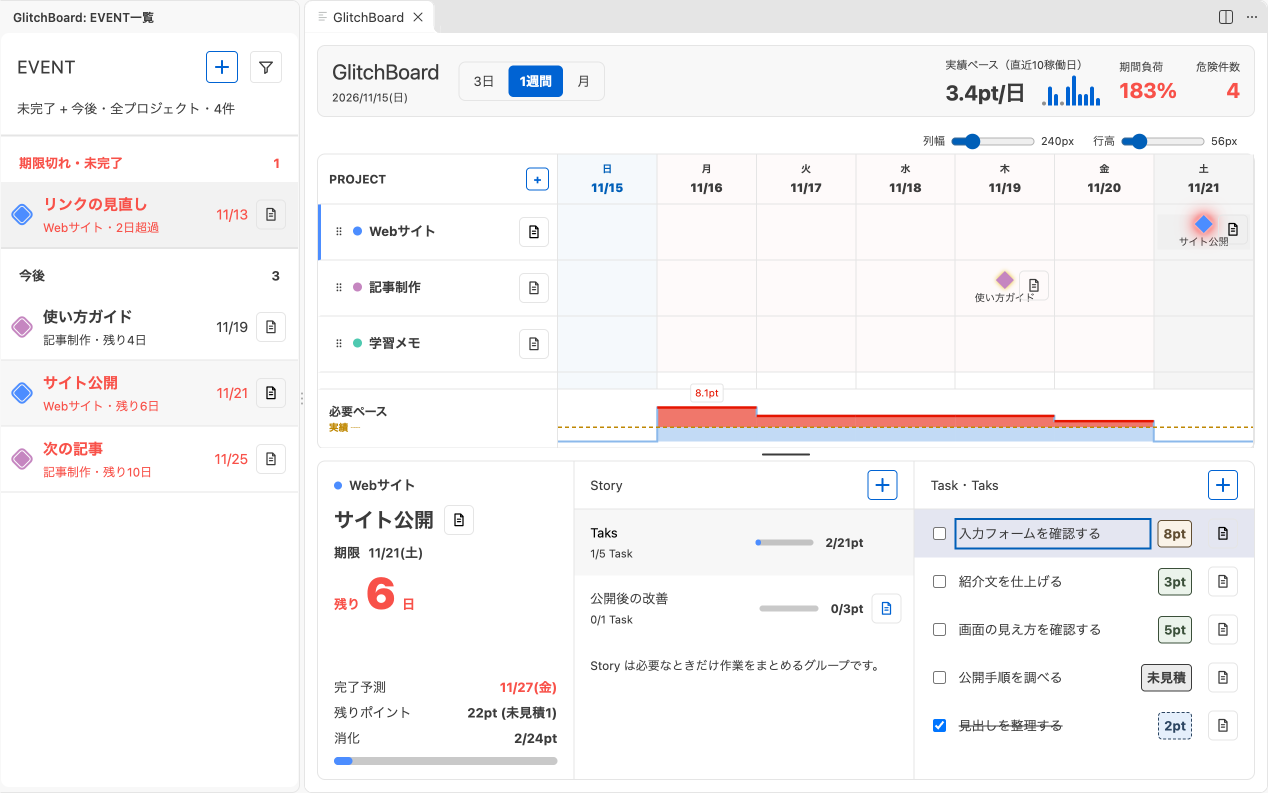 GlitchBoard: EVENT一覧
EVENT
未完了 + 今後・全プロジェクト・4件
期限切れ・未完了 1
リンクの見直し
Webサイト・2日超過
11/13
今後 3
使い方ガイド
記事制作・残り4日
11/19
サイト公開
Webサイト・残り6日
11/21
次の記事
記事制作・残り10日
11/25
GlitchBoard
GlitchBoard
2026/11/15(日)
3日 1週間 月
実績ペース（直近10稼働日）
3.4pt/日
期間負荷
183%
危険件数
4
列幅 240px 行高 56px
PROJECT
日 月 火 水 木 金 土
11/15 11/16 11/17 11/18 11/19 11/20 11/21
Webサイト
サイト公開
記事制作
使い方ガイド
学習メモ
必要ペース
実績
8.1pt
Webサイト
サイト公開
期限 11/21(土)
残り 6 日
完了予測 11/27(金)
残りポイント 22pt (未見積1)
消化 2/24pt
Story
Taks
1/5 Task
2/21pt
公開後の改善
0/1 Task
0/3pt
Story は必要なときだけ作業をまとめるグループです。
Task・Taks
入力フォームを確認する 8pt
紹介文を仕上げる 3pt
画面の見え方を確認する 5pt
公開手順を調べる 未見積
見出しを整理する 2pt